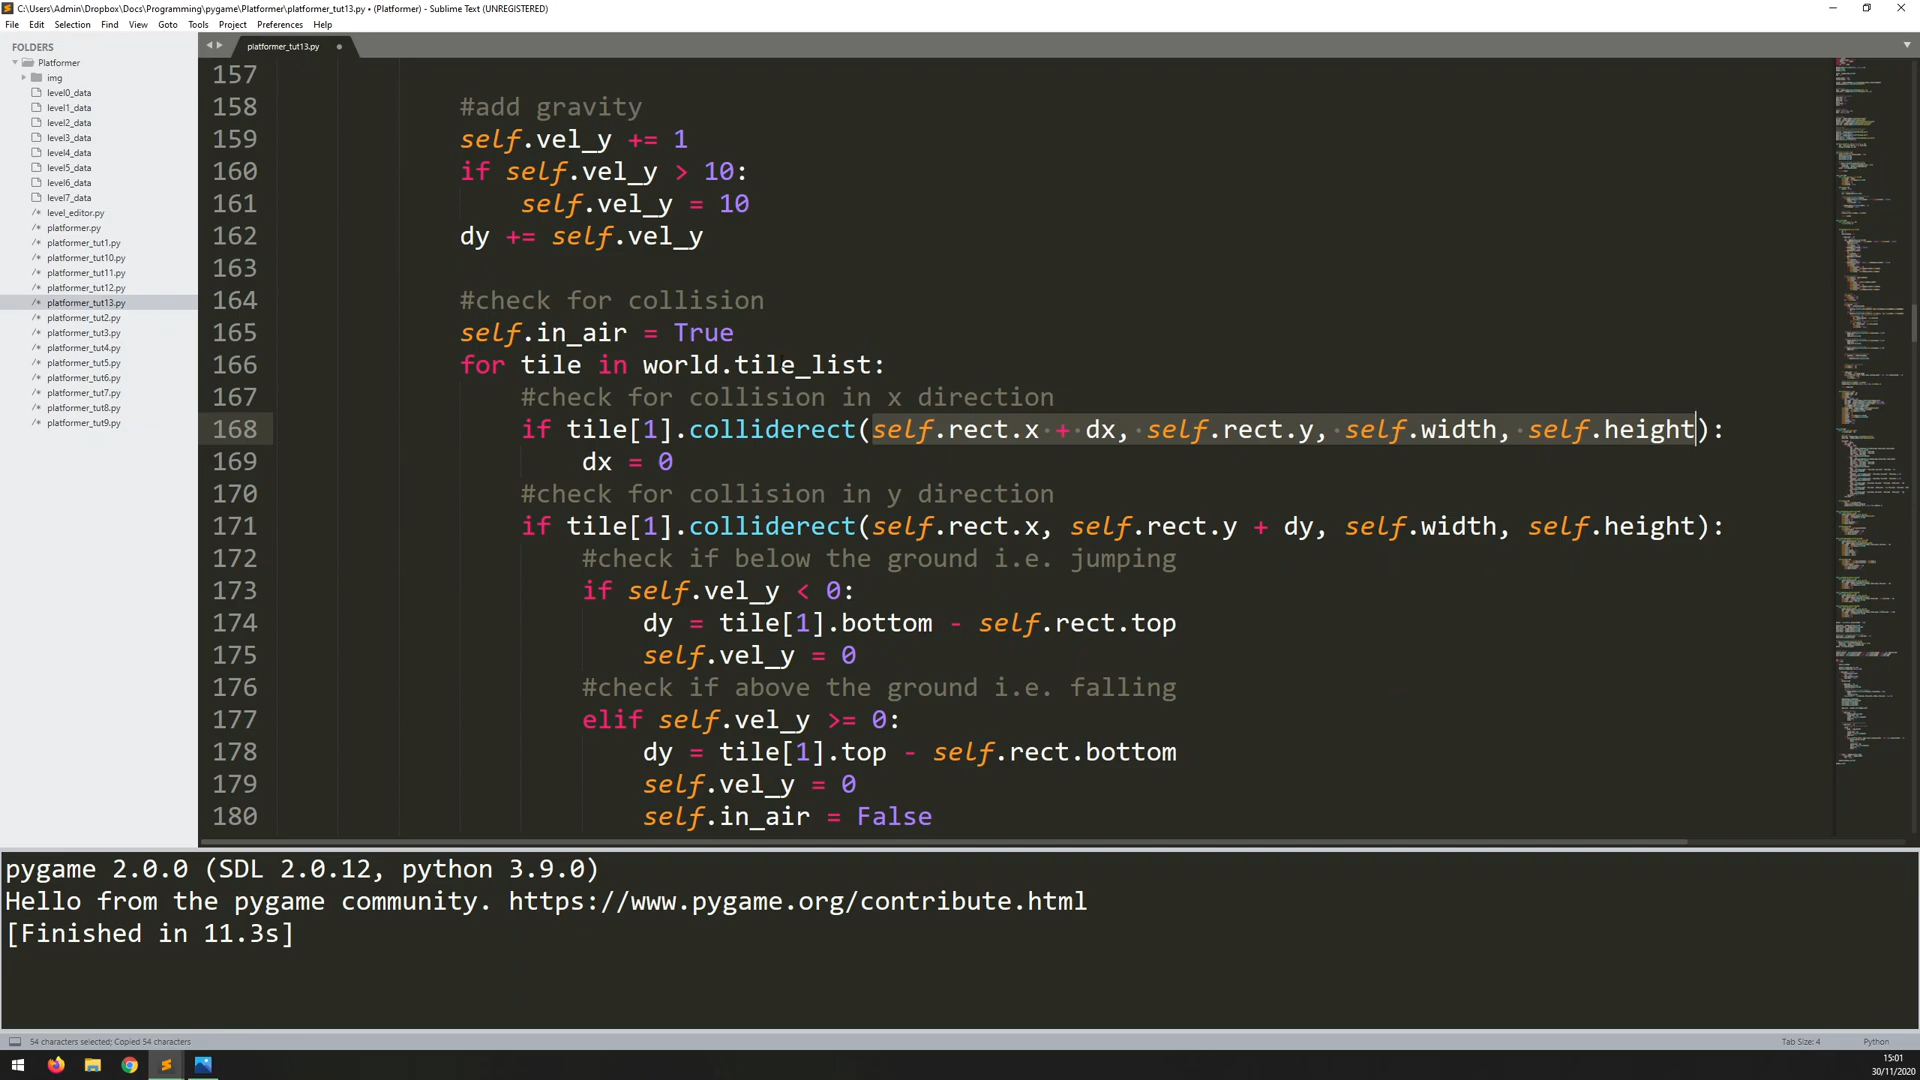 C:\Users\Admin\Dropbox\Docs\Programming\pygame\Platformer\platformer_tut13.py • (Platformer) - Sublime Text (UNREGISTERED)
File Edit Selection Find View Goto Tools Project Preferences Help
FOLDERS
Platformer
img
level0_data
level1_data
level2_data
level3_data
level4_data
level5_data
level6_data
level7_data
level_editor.py
platformer.py
platformer_tut1.py
platformer_tut10.py
platformer_tut11.py
platformer_tut12.py
platformer_tut13.py
platformer_tut2.py
platformer_tut3.py
platformer_tut4.py
platformer_tut5.py
platformer_tut6.py
platformer_tut7.py
platformer_tut8.py
platformer_tut9.py
platformer_tut13.py
157
158 #add gravity
159 self.vel_y += 1
160 if self.vel_y > 10:
161 self.vel_y = 10
162 dy += self.vel_y
163
164 #check for collision
165 self.in_air = True
166 for tile in world.tile_list:
167 #check for collision in x direction
168 if tile[1].colliderect(self.rect.x + dx, self.rect.y, self.width, self.height):
169 dx = 0
170 #check for collision in y direction
171 if tile[1].colliderect(self.rect.x, self.rect.y + dy, self.width, self.height):
172 #check if below the ground i.e. jumping
173 if self.vel_y < 0:
174 dy = tile[1].bottom - self.rect.top
175 self.vel_y = 0
176 #check if above the ground i.e. falling
177 elif self.vel_y >= 0:
178 dy = tile[1].top - self.rect.bottom
179 self.vel_y = 0
180 self.in_air = False
pygame 2.0.0 (SDL 2.0.12, python 3.9.0)
Hello from the pygame community. https://www.pygame.org/contribute.html
[Finished in 11.3s]
54 characters selected; Copied 54 characters
Tab Size: 4 Python
15:01
30/11/2020